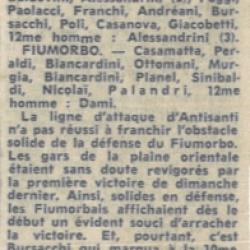 Paolacci, Franchi, Andréani, Bur-
sacchi, Poli, Casanova, Giacobetti,
12me homme : Alessandrini (3).
FIUMORBO. — Casamatta, Pe-
raldi, Biancardini, Ottomani, Mur-
gia, Biancardini, Planel, Sinibal-
di, Nicolaï, Palandri, 12me
homme : Dami.
La ligne d'attaque d'Antisanti
n'a pas réussi à franchir l'obstacle
solide de la défense du Fiumorbo.
Les gars de la plaine orientale
étaient sans doute revigorés par
la première victoire de dimanche
dernier. Ainsi, solides en défense,
les Fiumorbais affichaient dès le
début un évident souci d'arracher
la victoire. Et, pourtant, c'est
Bursacchi qui marqua